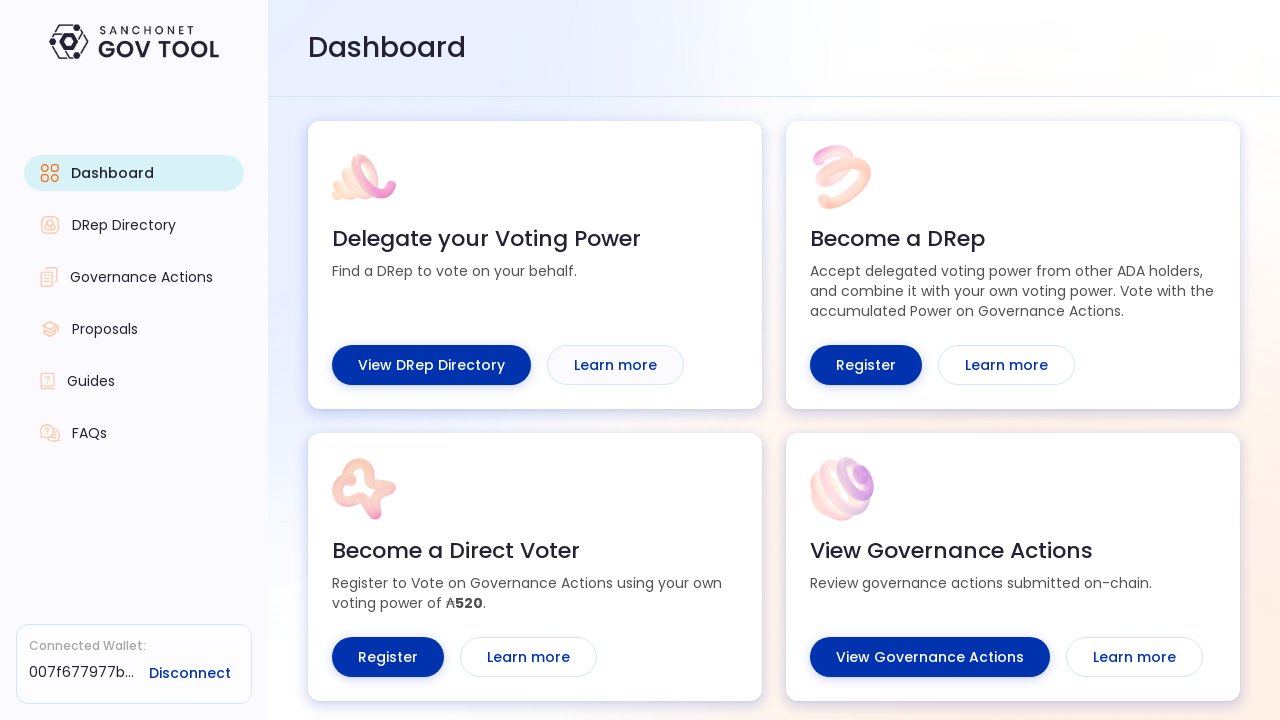 SANCHONET
GOV TOOL
Dashboard
DRep Directory
Governance Actions
Proposals
Guides
FAQs
Connected Wallet:
007f677977b...
Disconnect
Dashboard
Delegate your Voting Power
Find a DRep to vote on your behalf.
View DRep Directory
Learn more
Become a DRep
Accept delegated voting power from other ADA holders,
and combine it with your own voting power. Vote with the
accumulated Power on Governance Actions.
Register
Learn more
Become a Direct Voter
Register to Vote on Governance Actions using your own
voting power of ₳520.
Register
Learn more
View Governance Actions
Review governance actions submitted on-chain.
View Governance Actions
Learn more